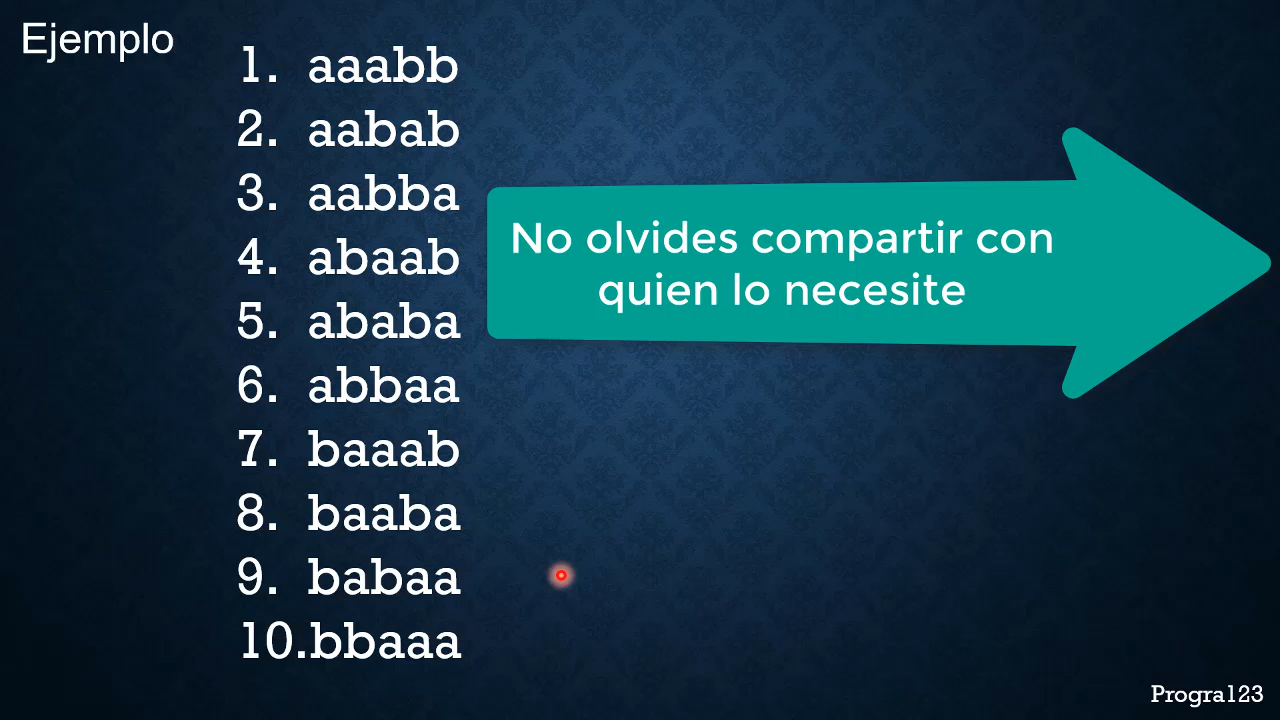 Ejemplo
1. aaabb
2. aabab
3. aabba
4. abaab
5. ababa
6. abbaa
7. baaab
8. baaba
9. babaa
10.bbaaa
No olvides compartir con
quien lo necesite
Progra123